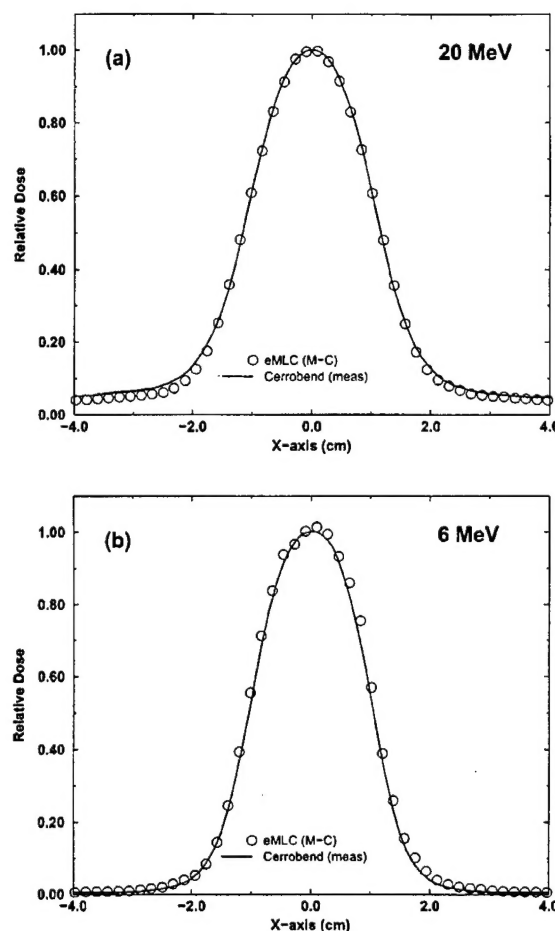 (a)
20 MeV
1.00
0.80
0.60
0.40
0.20
0.00
Relative Dose
eMLC (M-C)
Cerrobend (meas)
-4.0
-2.0
0.0
2.0
4.0
X-axis (cm)
(b)
6 MeV
1.00
0.80
0.60
0.40
0.20
0.00
Relative Dose
eMLC (M-C)
Cerrobend (meas)
-4.0
-2.0
0.0
2.0
4.0
X-axis (cm)